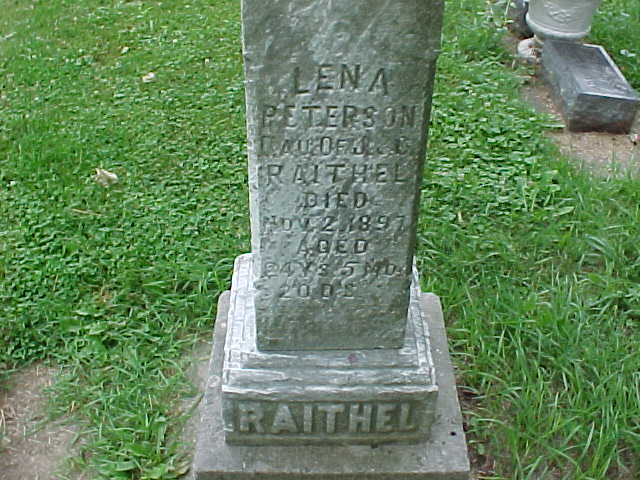 LENA
PETERSON
DAU OF J. & C.
RAITHEL
DIED
NOV. 2, 1897
AGED
24 YS 5 MO.
20 DS
RAITHEL